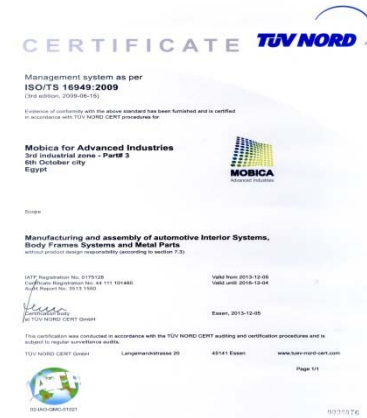 CERTIFICATE
TÜV NORD
Management system as per
ISO/TS 16949:2009
(3rd edition, 2009-06-15)
Evidence of conformity with the above standard has been furnished and is certified
in accordance with TÜV NORD CERT procedures for
Mobica for Advanced Industries
3rd industrial zone - Part# 3
6th October city
Egypt
MOBICA
Advanced Industries
Scope
Manufacturing and assembly of automotive Interior Systems,
Body Frames Systems and Metal Parts
without product design responsibility (according to section 7.3)
IATF Registration No. 0175128
Certificate Registration No. 44 111 101460
Audit Report No. 3513 1560
Valid from 2013-12-05
Valid until 2016-12-04
Certification Body
at TÜV NORD CERT GmbH
Essen, 2013-12-05
This certification was conducted in accordance with the TÜV NORD CERT auditing and certification procedures and is
subject to regular surveillance audits.
TÜV NORD CERT GmbH Langemarckstrasse 20 45141 Essen www.tuev-nord-cert.com
Page 1/1
IATF